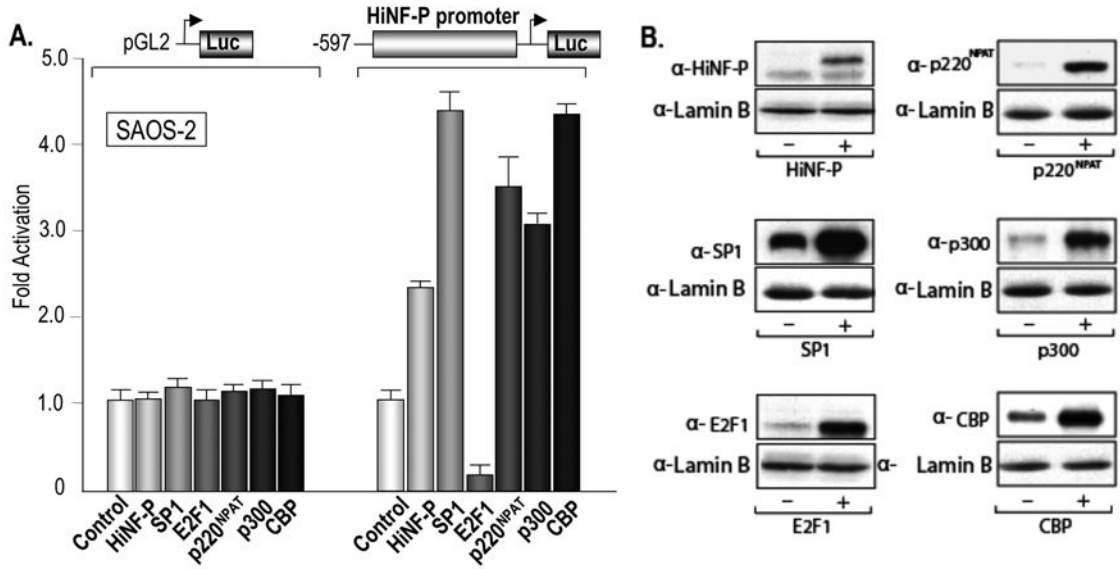 A.
pGL2
Luc
HiNF-P promoter
-597
Luc
SAOS-2
Fold Activation
5.0
4.0
3.0
2.0
1.0
0
Control
HiNF-P
SP1
E2F1
p220NPAT
p300
CBP
Control
HiNF-P
SP1
E2F1
p220NPAT
p300
CBP
B.
α-HiNF-P
α-Lamin B
- +
HiNF-P
α-p220NPAT
α-Lamin B
- +
p220NPAT
α-SP1
α-Lamin B
- +
SP1
α-p300
α-Lamin B
- +
p300
α- E2F1
α-Lamin B
- +
E2F1
α- CBP
α- Lamin B
- +
CBP